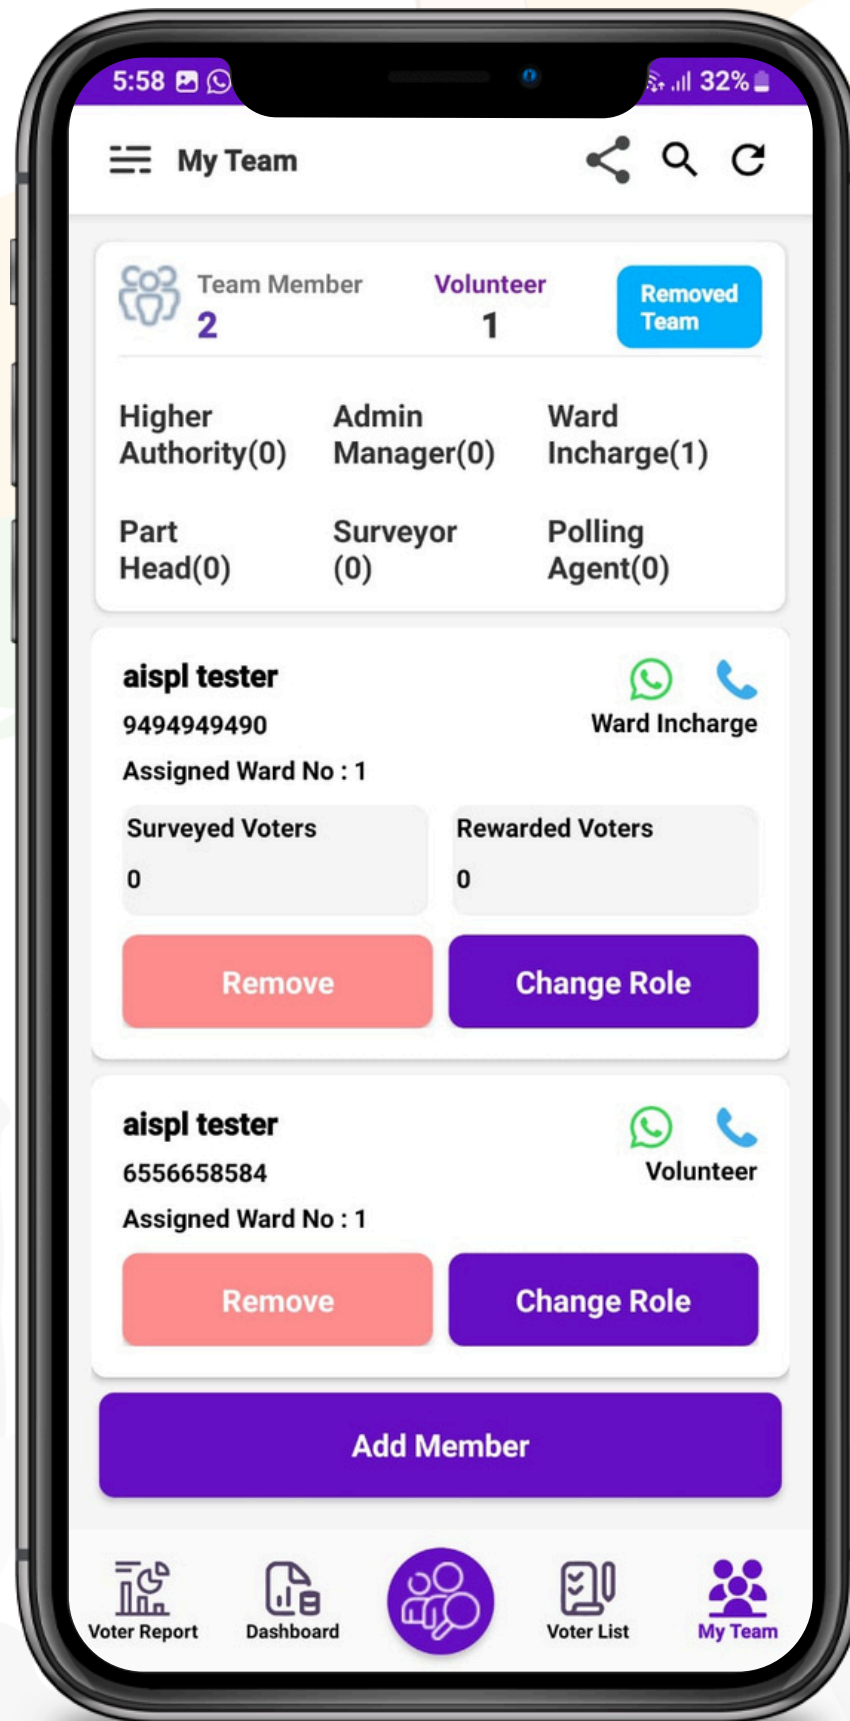 5:58 32%
My Team
Team Member Volunteer Removed
2 1 Team
Higher Admin Ward
Authority(0) Manager(0) Incharge(1)
Part Surveyor Polling
Head(0) (0) Agent(0)
aispl tester
9494949490 Ward Incharge
Assigned Ward No : 1
Surveyed Voters Rewarded Voters
0 0
Remove Change Role
aispl tester
6556658584 Volunteer
Assigned Ward No : 1
Remove Change Role
Add Member
Voter Report Dashboard Voter List My Team